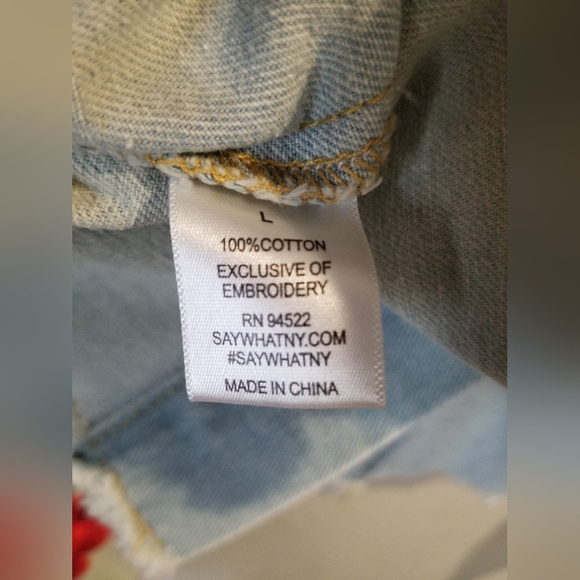 L
100%COTTON
EXCLUSIVE OF
EMBROIDERY
RN 94522
SAYWHATNY.COM
#SAYWHATNY
MADE IN CHINA